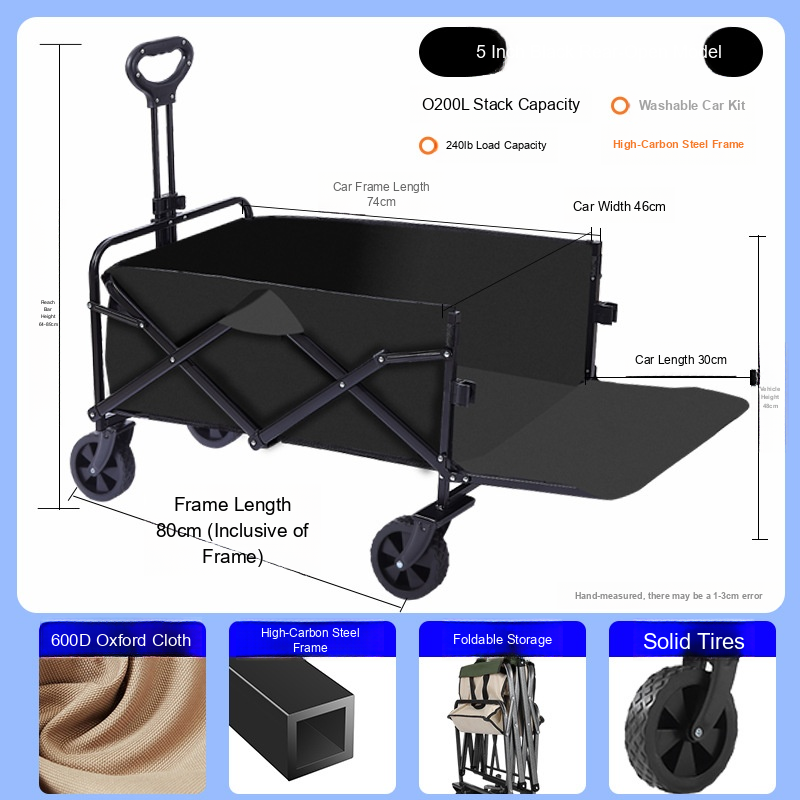 5 In
del
O200L Stack Capacity
Washable Car Kit
240lb Load Capacity
High-Carbon Steel Frame
Car Frame Length
74cm
Car Width 46cm
Reach
Bar
Height
Car Length 30cm
Vehicle
Height
48cm
Frame Length
80cm (Inclusive of
Frame)
Hand-measured, there may be a 1-3cm error
600D Oxford Cloth
High-Carbon Steel
Frame
Foldable Storage
Solid Tires